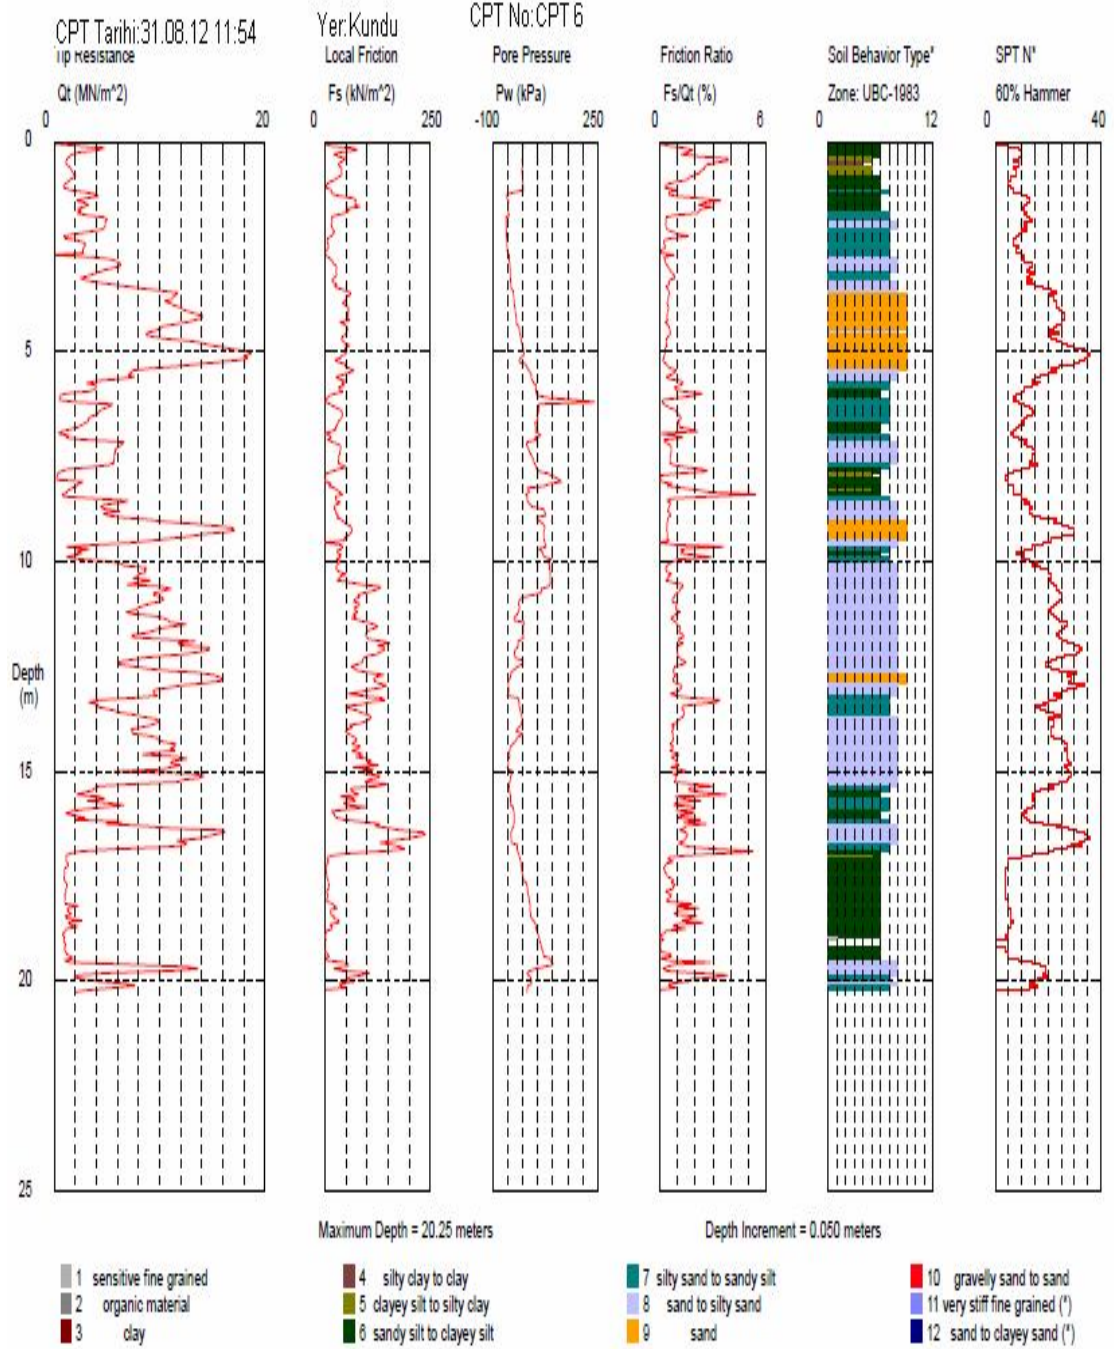 CPT Tarihi:31.08.12 11:54 Yer:Kundu CPT No:CPT 6
Tip Resistance Local Friction Pore Pressure Friction Ratio Soil Behavior Type* SPT N*
Qt (MN/m^2) Fs (kN/m^2) Pw (kPa) Fs/Qt (%) Zone: UBC-1983 60% Hammer
0 20 0 250 -100 250 0 6 0 12 0 40
0
5
10
Depth
(m)
15
20
25
Maximum Depth = 20.25 meters Depth Increment = 0.050 meters
1 sensitive fine grained 4 silty clay to clay 7 silty sand to sandy silt 10 gravelly sand to sand
2 organic material 5 clayey silt to silty clay 8 sand to silty sand 11 very stiff fine grained (*)
3 clay 6 sandy silt to clayey silt 9 sand 12 sand to clayey sand (*)